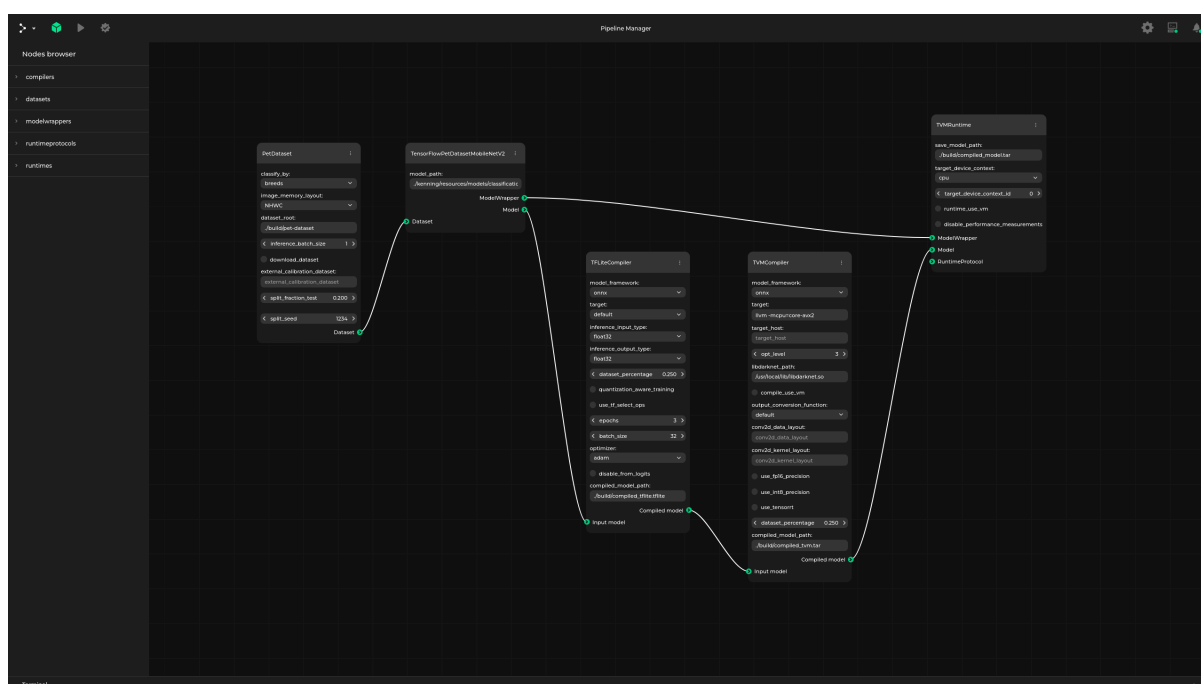 Pipeline Manager
Nodes browser
compilers
datasets
modelwrappers
runtimeprotocols
runtimes
PetDataset
classify_by:
breeds
image_memory_layout:
NHWC
dataset_root:
./build/pet-dataset
inference_batch_size 1
download_dataset
external_calibration_dataset:
external_calibration_dataset
split_fraction_test 0.200
split_seed 1234
Dataset
TensorFlowPetDatasetMobileNetV2
model_path:
./kenning/resources/models/classificatic
ModelWrapper
Model
Dataset
TFLiteCompiler
model_framework:
onnx
target:
default
inference_input_type:
float32
inference_output_type:
float32
dataset_percentage 0.250
quantization_aware_training
use_tf_select_ops
epochs 3
batch_size 32
optimizer:
adam
disable_from_logits
compiled_model_path:
./build/compiled_tflite.tflite
Compiled model
Input model
TVMCompiler
model_framework:
onnx
target:
llvm -mcpu=core-avx2
target_host:
target_host
opt_level 3
libdarknet_path:
/usr/local/lib/libdarknet.so
compile_use_vm
output_conversion_function:
default
conv2d_data_layout:
conv2d_data_layout
conv2d_kernel_layout:
conv2d_kernel_layout
use_fp16_precision
use_int8_precision
use_tensorrt
dataset_percentage 0.250
compiled_model_path:
./build/compiled_tvm.tar
Compiled model
Input model
TVMRuntime
save_model_path:
./build/compiled_model.tar
target_device_context:
cpu
target_device_context_id 0
runtime_use_vm
disable_performance_measurements
ModelWrapper
Model
RuntimeProtocol
Terminal